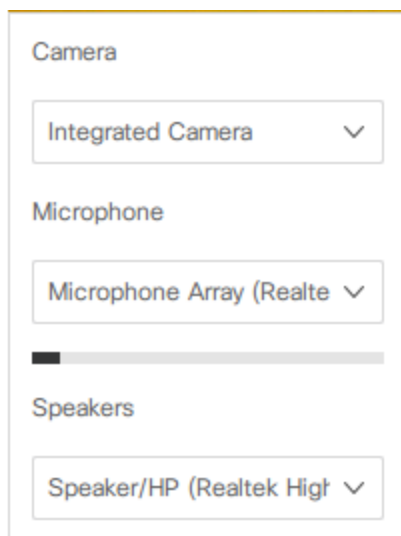 Camera
Integrated Camera
Microphone
Microphone Array (Realte
Speakers
Speaker/HP (Realtek High